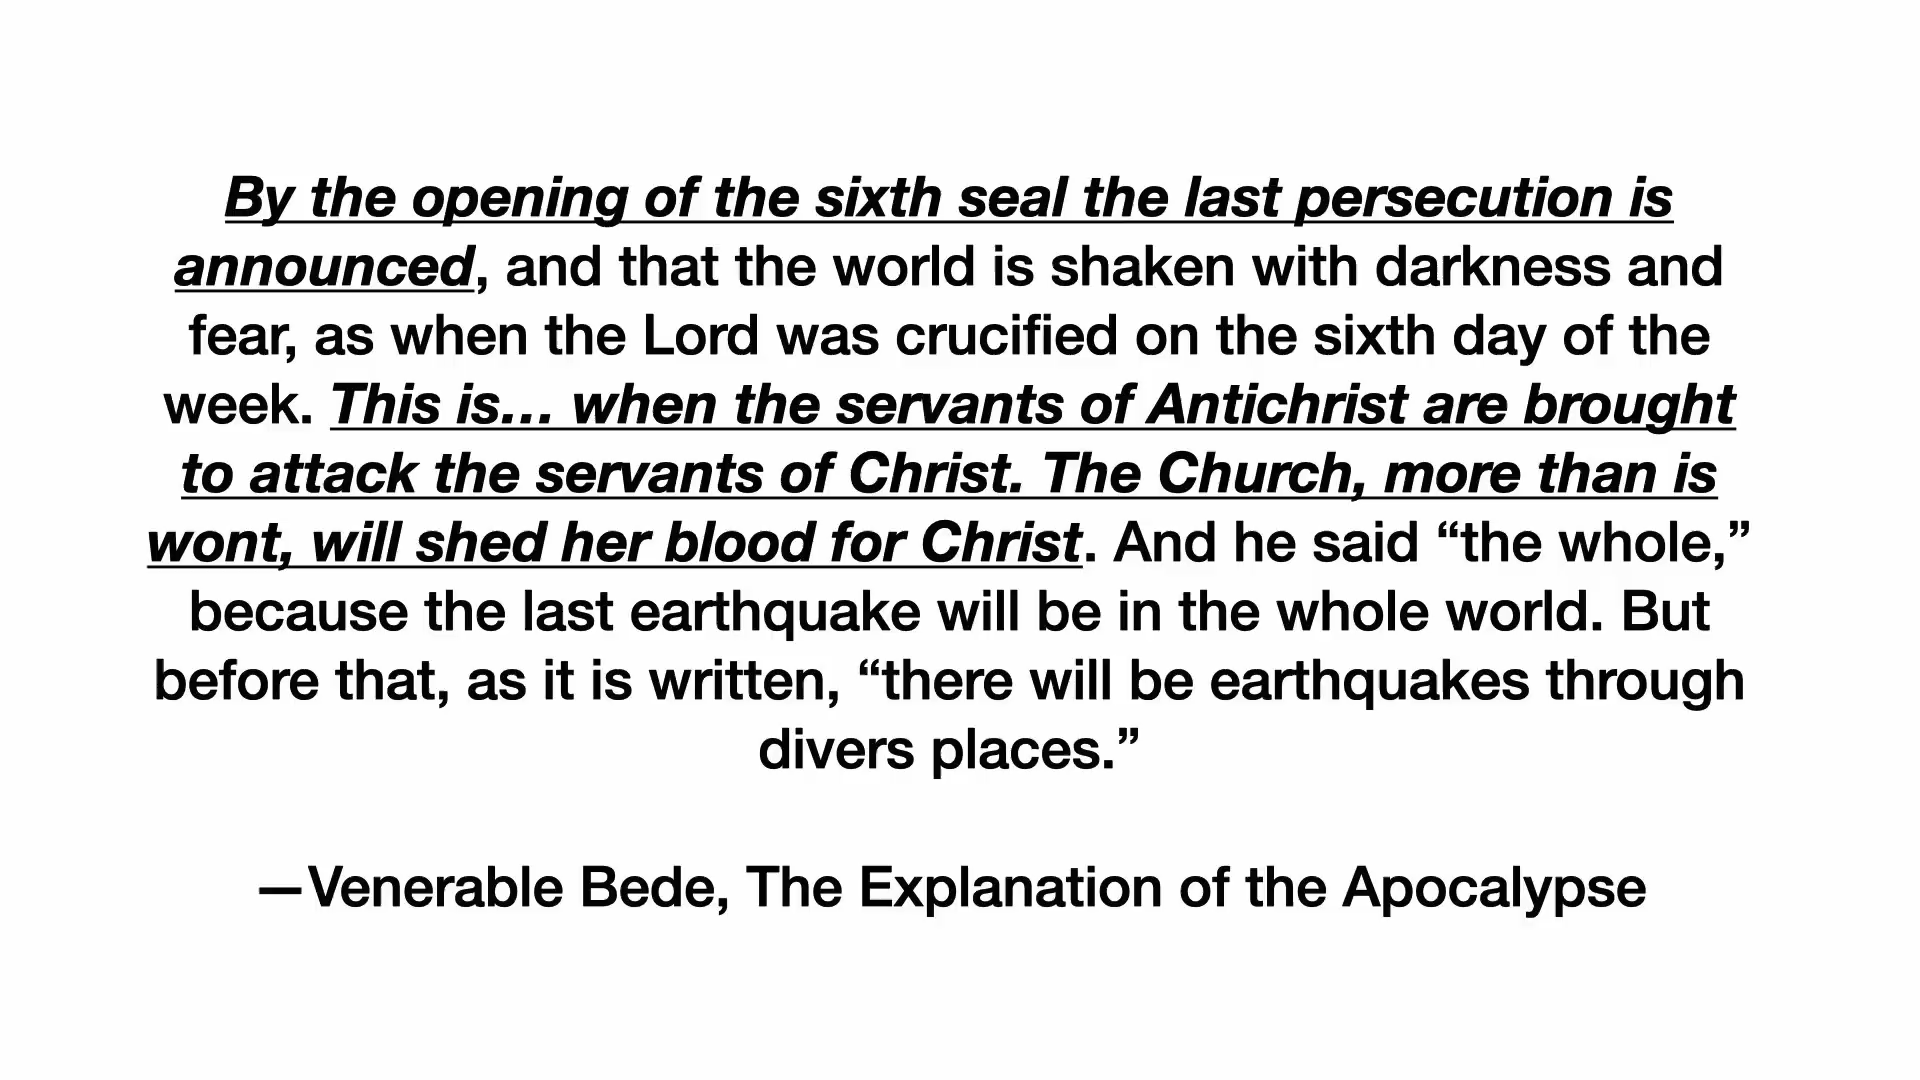 By the opening of the sixth seal the last persecution is
announced, and that the world is shaken with darkness and
fear, as when the Lord was crucified on the sixth day of the
week. This is… when the servants of Antichrist are brought
to attack the servants of Christ. The Church, more than is
wont, will shed her blood for Christ. And he said “the whole,”
because the last earthquake will be in the whole world. But
before that, as it is written, “there will be earthquakes through
divers places.”
—Venerable Bede, The Explanation of the Apocalypse